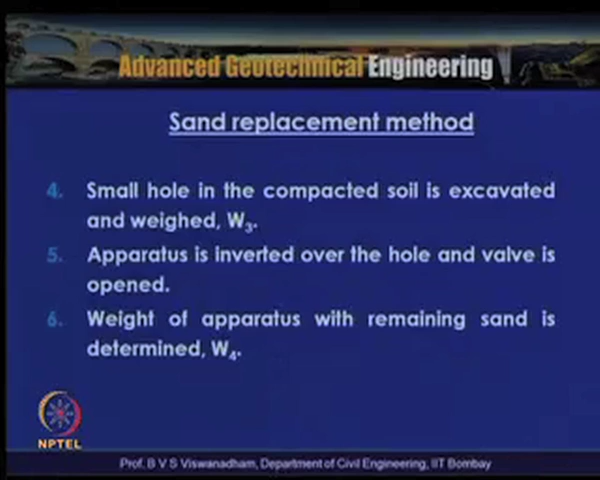 Advanced Geotechnical Engineering
Sand replacement method
4. Small hole in the compacted soil is excavated
and weighed, W₃.
5. Apparatus is inverted over the hole and valve is
opened.
6. Weight of apparatus with remaining sand is
determined, W₄.
NPTEL
Prof. B V S Viswanadham, Department of Civil Engineering, IIT Bombay